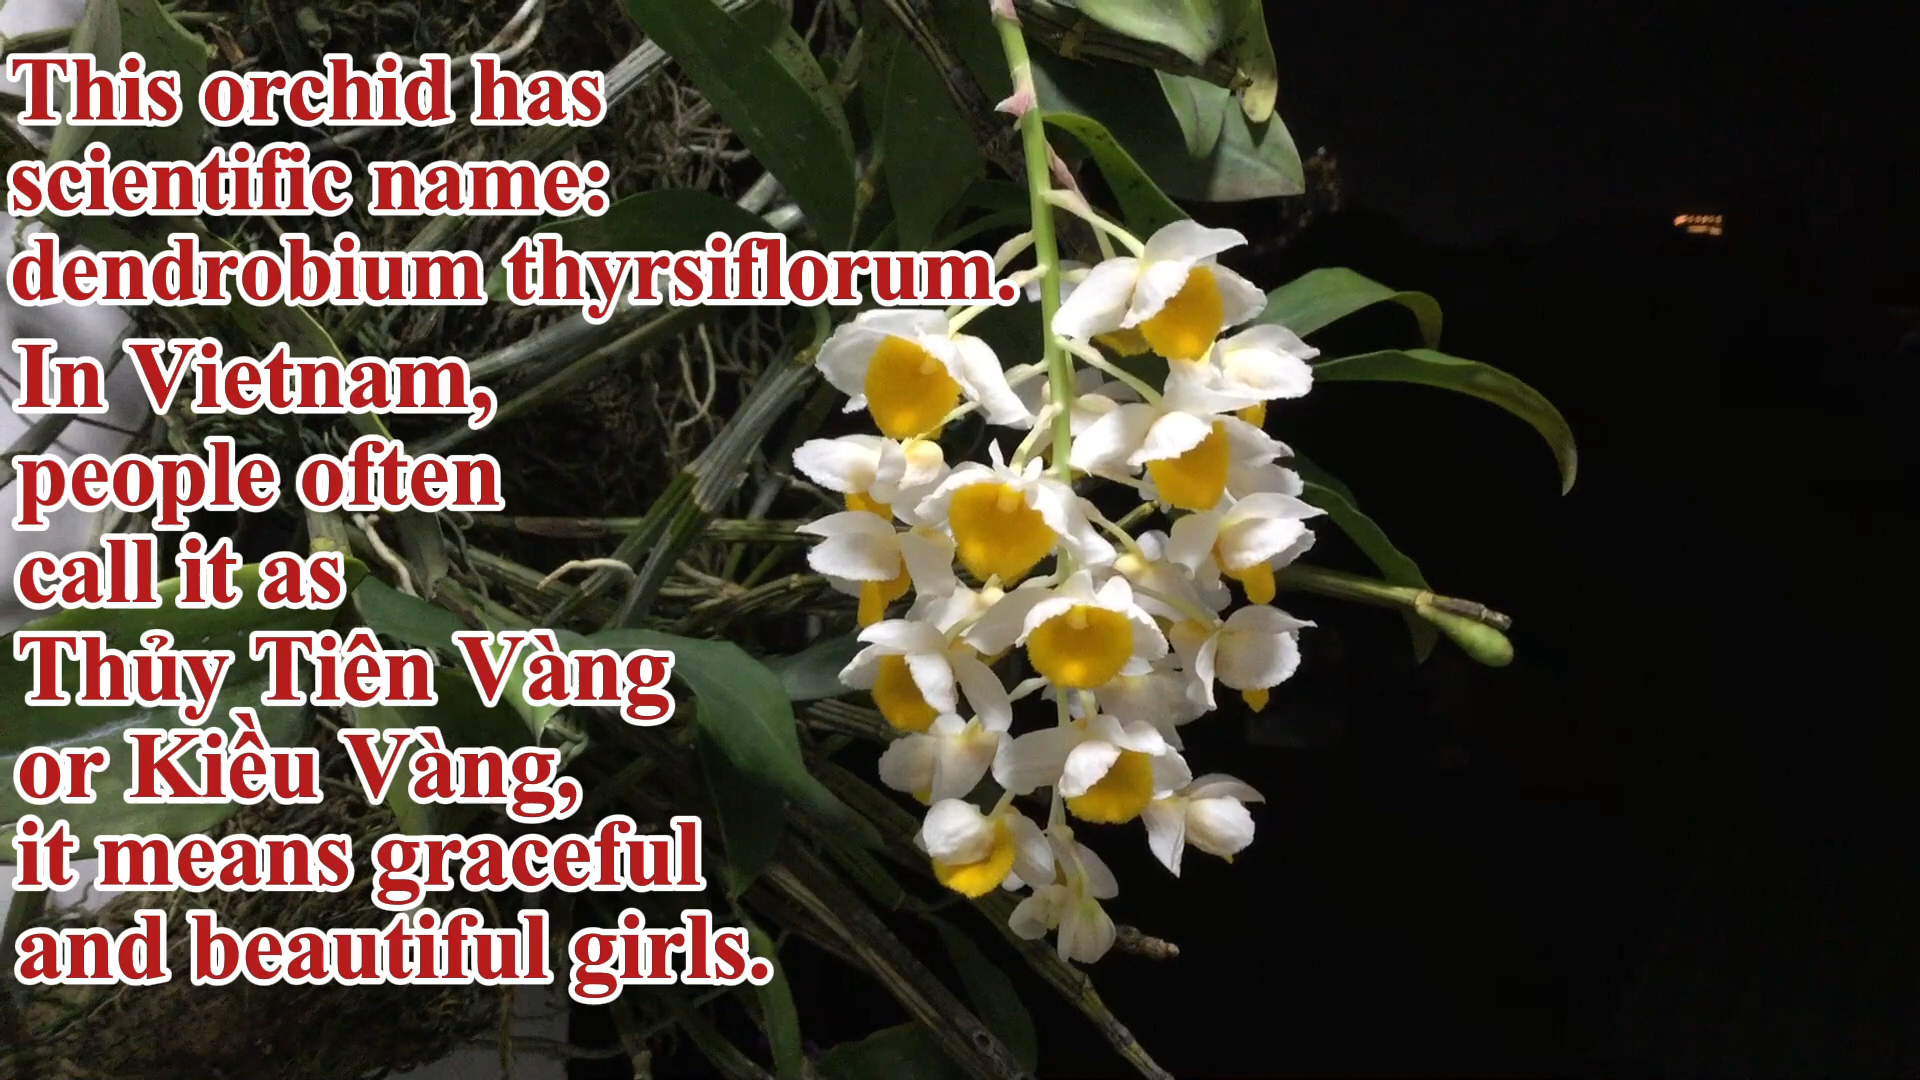 This orchid has
scientific name:
dendrobium thyrsiflorum.
In Vietnam,
people often
call it as
Thủy Tiên Vàng
or Kiều Vàng,
it means graceful
and beautiful girls.